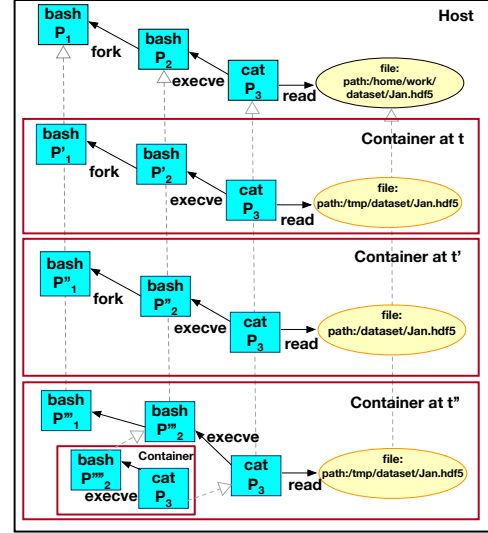 Host
bash
P1
fork
bash
P2
execve
cat
P3
read
file:
path:/home/work/
dataset/Jan.hdf5
Container at t
bash
P'1
fork
bash
P'2
execve
cat
P3
read
file:
path:/tmp/dataset/Jan.hdf5
Container at t'
bash
P"1
fork
bash
P"2
execve
cat
P3
read
file:
path:/dataset/Jan.hdf5
Container at t"
bash
P'''1
bash
P'''2
execve
Container
bash
P''''2
execve
cat
P3
cat
P3
read
file:
path:/tmp/dataset/Jan.hdf5